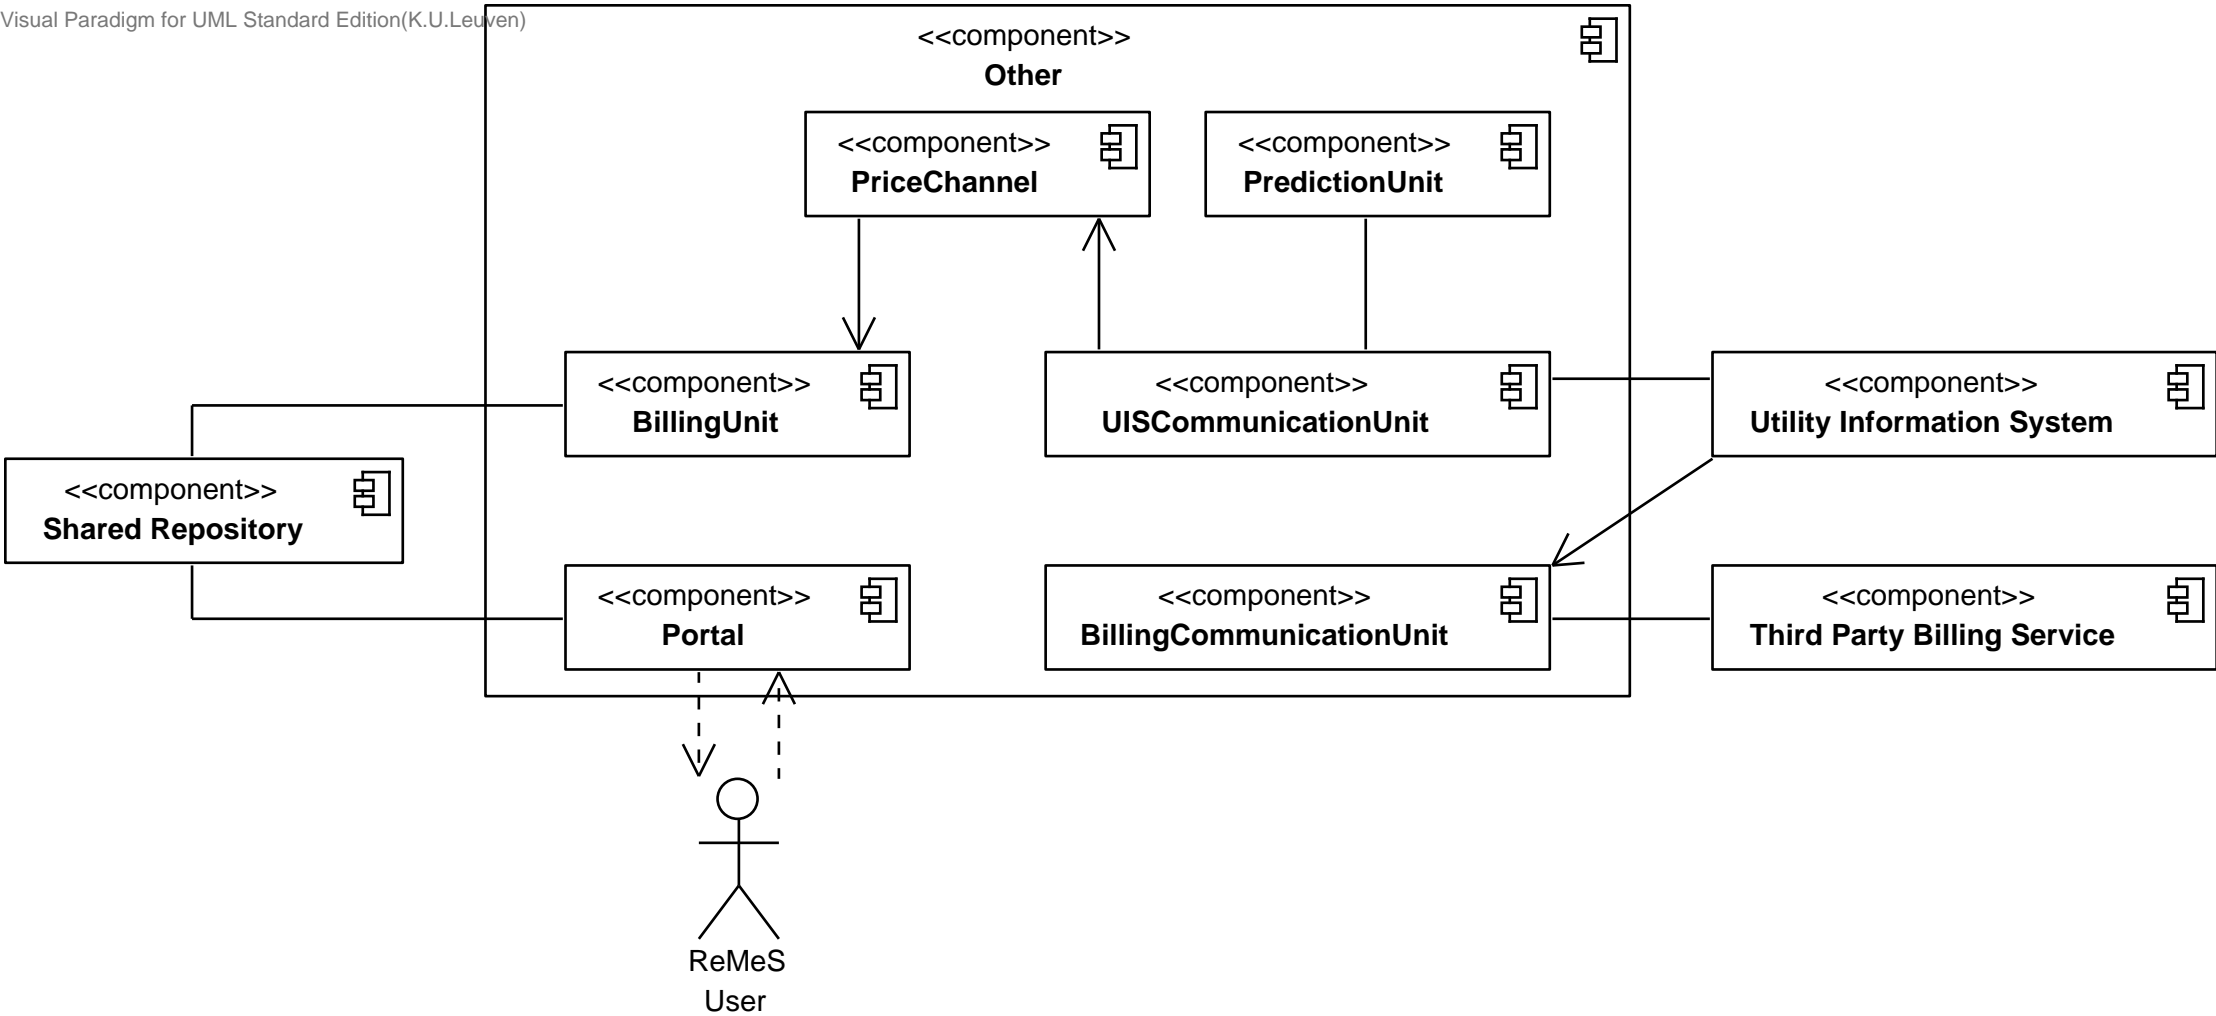 Visual Paradigm for UML Standard Edition(K.U.Leuven)
<<component>>
Other
<<component>>
PriceChannel
<<component>>
PredictionUnit
<<component>>
BillingUnit
<<component>>
UISCommunicationUnit
<<component>>
Utility Information System
<<component>>
Shared Repository
<<component>>
Portal
<<component>>
BillingCommunicationUnit
<<component>>
Third Party Billing Service
ReMeS
User